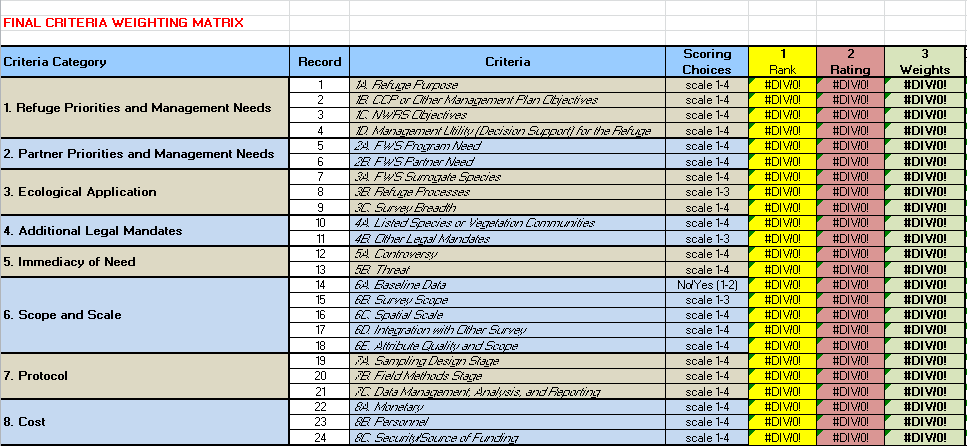 FINAL CRITERIA WEIGHTING MATRIX
Criteria Category Record Criteria Scoring Choices 1 Rank 2 Rating 3 Weights
1. Refuge Priorities and Management Needs
1 1A. Refuge Purpose scale 1-4 #DIV/0! #DIV/0! #DIV/0!
2 1B. CCP or Other Management Plan Objectives scale 1-4 #DIV/0! #DIV/0! #DIV/0!
3 1C. NWRS Objectives scale 1-4 #DIV/0! #DIV/0! #DIV/0!
4 1D. Management Utility (Decision Support) for the Refuge scale 1-4 #DIV/0! #DIV/0! #DIV/0!
2. Partner Priorities and Management Needs
5 2A. FWS Program Need scale 1-4 #DIV/0! #DIV/0! #DIV/0!
6 2B. FWS Partner Need scale 1-4 #DIV/0! #DIV/0! #DIV/0!
3. Ecological Application
7 3A. FWS Surrogate Species scale 1-4 #DIV/0! #DIV/0! #DIV/0!
8 3B. Refuge Processes scale 1-3 #DIV/0! #DIV/0! #DIV/0!
9 3C. Survey Breadth scale 1-4 #DIV/0! #DIV/0! #DIV/0!
4. Additional Legal Mandates
10 4A. Listed Species or Vegetation Communities scale 1-4 #DIV/0! #DIV/0! #DIV/0!
11 4B. Other Legal Mandates scale 1-3 #DIV/0! #DIV/0! #DIV/0!
5. Immediacy of Need
12 5A. Controversy scale 1-4 #DIV/0! #DIV/0! #DIV/0!
13 5B. Threat scale 1-4 #DIV/0! #DIV/0! #DIV/0!
6. Scope and Scale
14 6A. Baseline Data No/Yes (1-2) #DIV/0! #DIV/0! #DIV/0!
15 6B. Survey Scope scale 1-3 #DIV/0! #DIV/0! #DIV/0!
16 6C. Spatial Scale scale 1-4 #DIV/0! #DIV/0! #DIV/0!
17 6D. Integration with Other Survey scale 1-4 #DIV/0! #DIV/0! #DIV/0!
18 6E. Attribute Quality and Scope scale 1-4 #DIV/0! #DIV/0! #DIV/0!
7. Protocol
19 7A. Sampling Design Stage scale 1-4 #DIV/0! #DIV/0! #DIV/0!
20 7B. Field Methods Stage scale 1-4 #DIV/0! #DIV/0! #DIV/0!
21 7C. Data Management, Analysis, and Reporting scale 1-4 #DIV/0! #DIV/0! #DIV/0!
8. Cost
22 8A. Monetary scale 1-4 #DIV/0! #DIV/0! #DIV/0!
23 8B. Personnel scale 1-4 #DIV/0! #DIV/0! #DIV/0!
24 8C. Security/Source of Funding scale 1-4 #DIV/0! #DIV/0! #DIV/0!